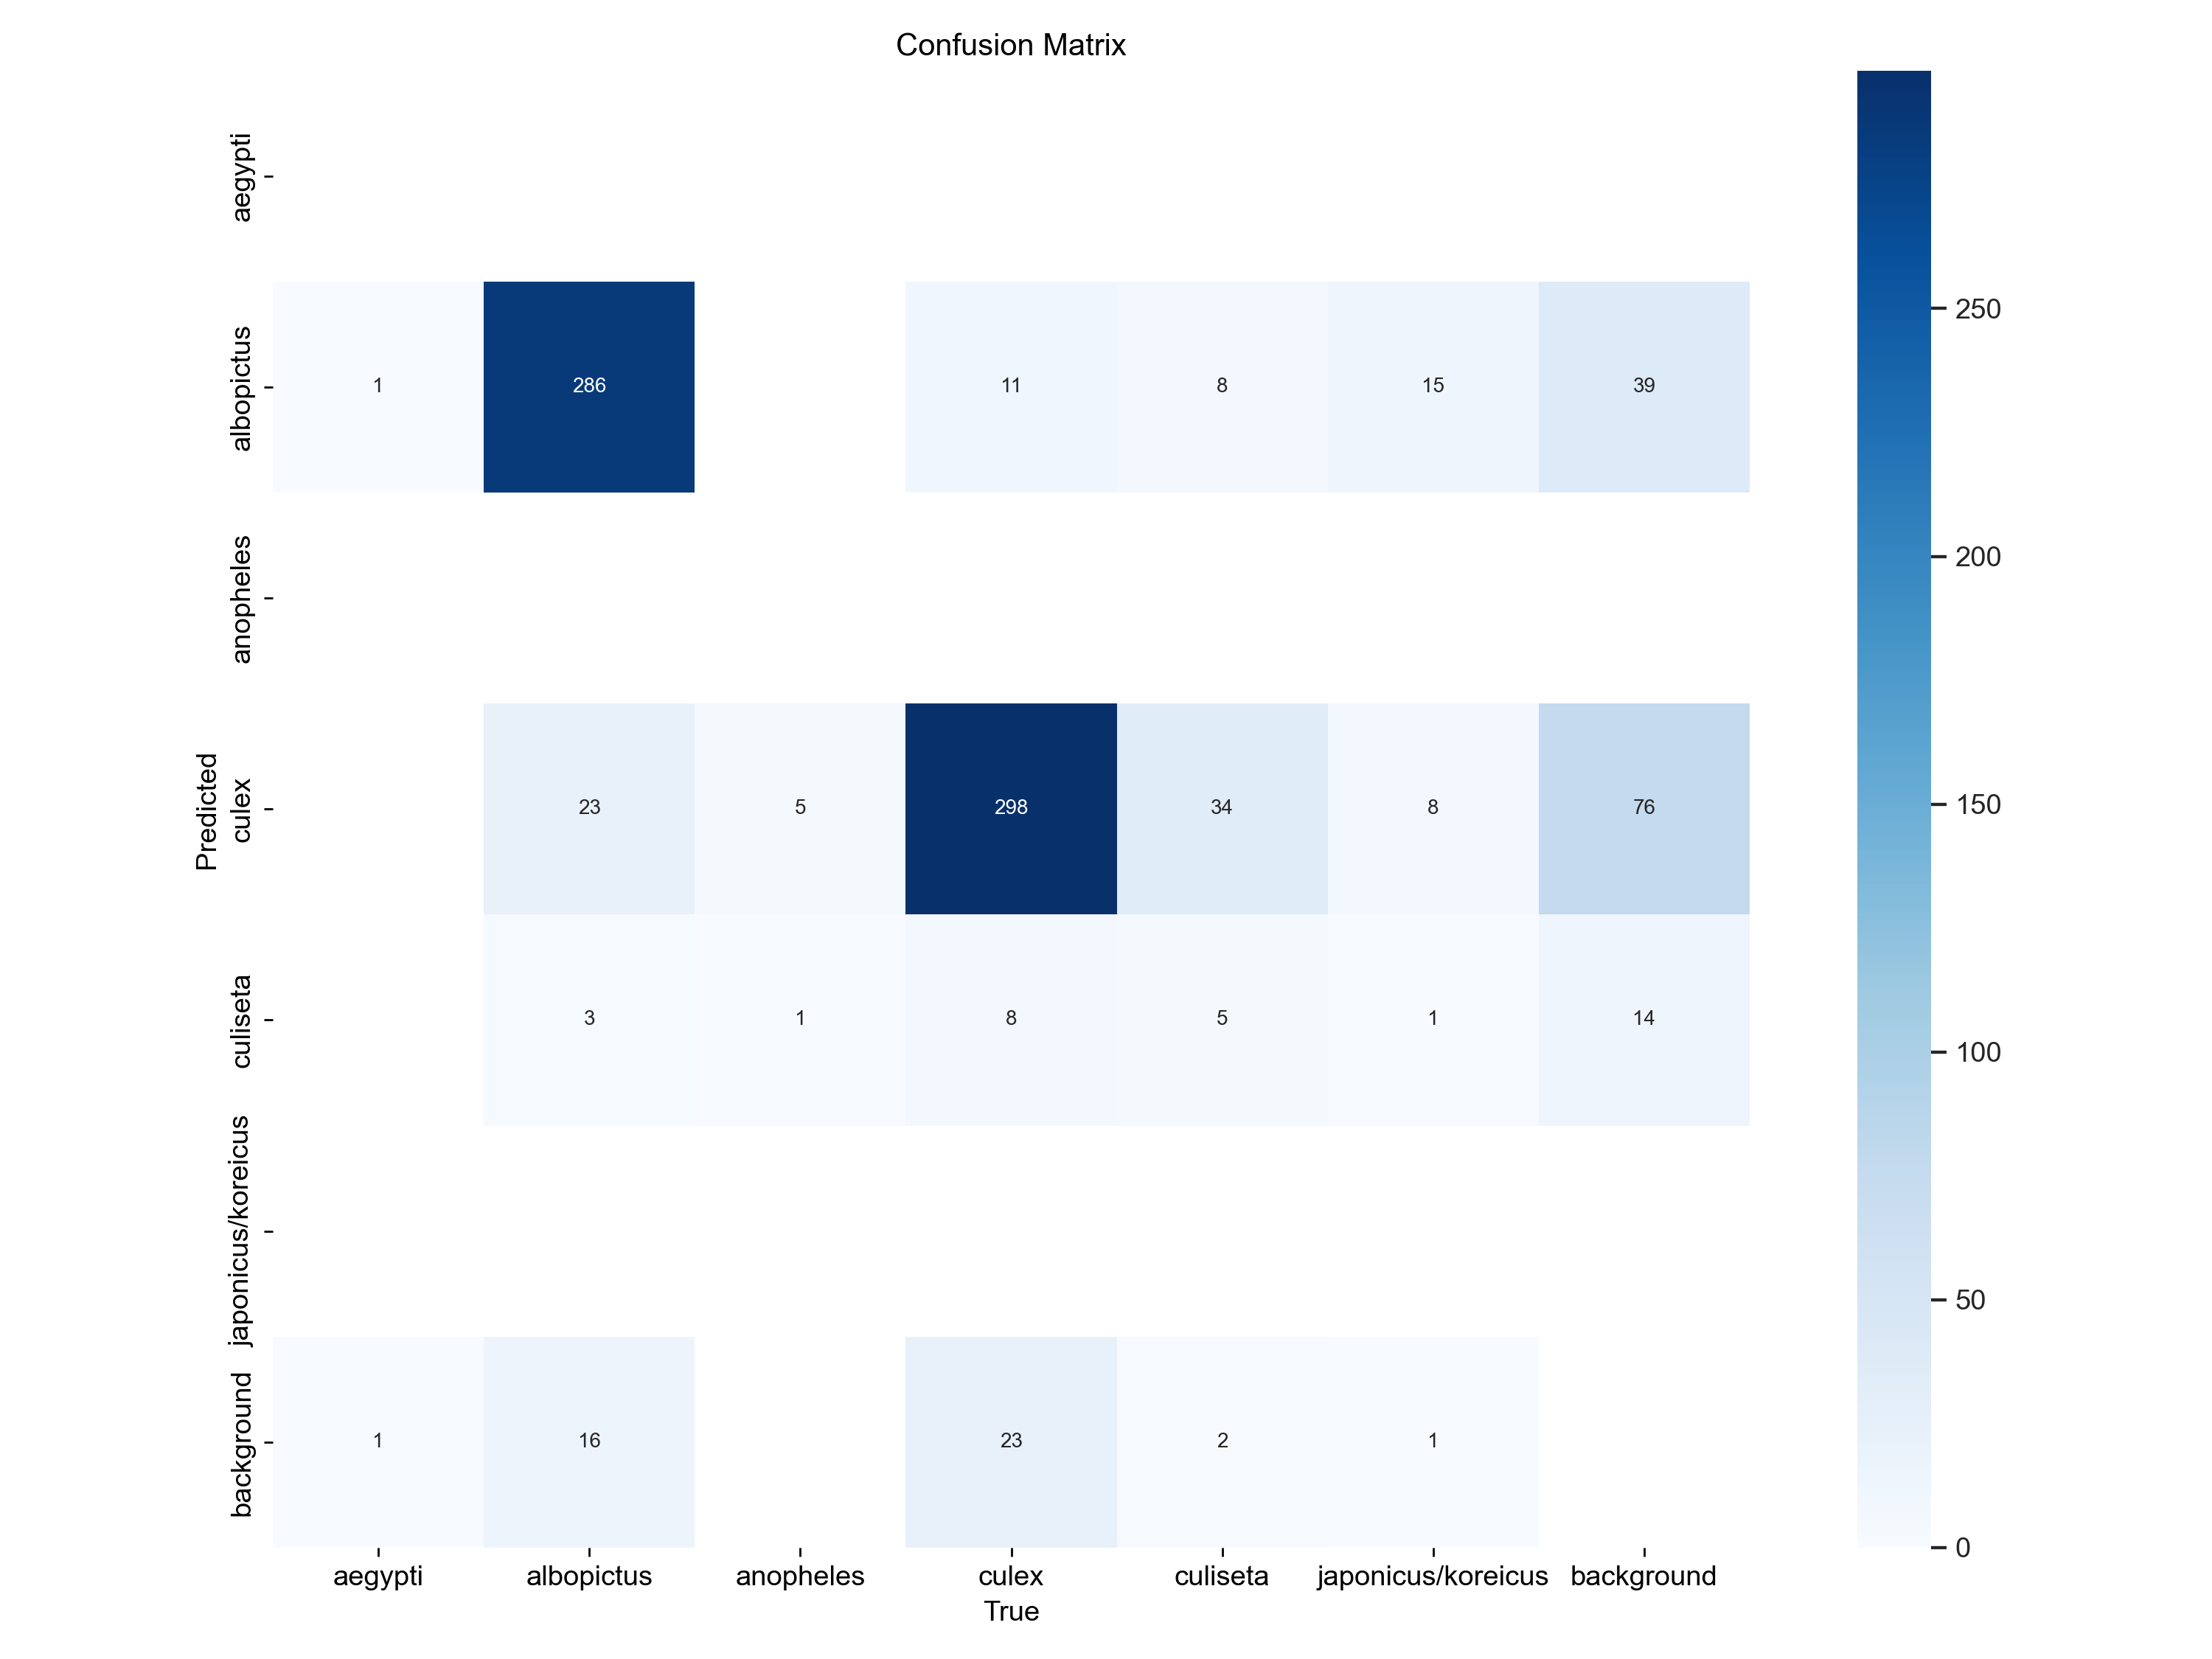 Confusion Matrix
aegypti
albopictus
anopheles
culex
culiseta
japonicus/koreicus
background
Predicted
1 286 11 8 15 39
23 5 298 34 8 76
3 1 8 5 1 14
1 16 23 2 1
aegypti albopictus anopheles culex culiseta japonicus/koreicus background
True
250
200
150
100
50
0